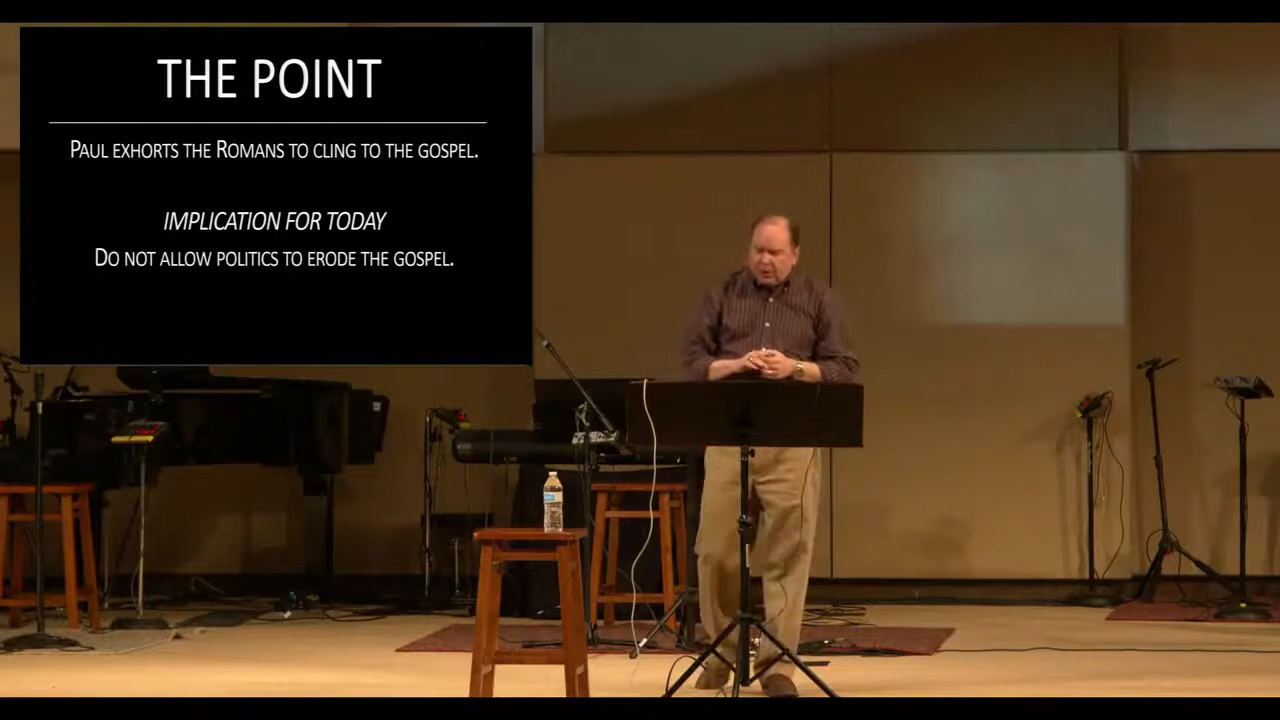 THE POINT
PAUL EXHORTS THE ROMANS TO CLING TO THE GOSPEL.
IMPLICATION FOR TODAY
DO NOT ALLOW POLITICS TO ERODE THE GOSPEL.